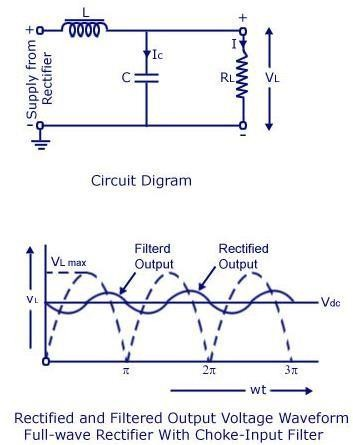 L
+
+
Supply from
Rectifier
Ic
I
C
RL
VL
-
-
Circuit Digram
VL max
Filterd
Output
Rectified
Output
VL
Vdc
0
π
2π
3π
wt
Rectified and Filtered Output Voltage Waveform
Full-wave Rectifier With Choke-Input Filter